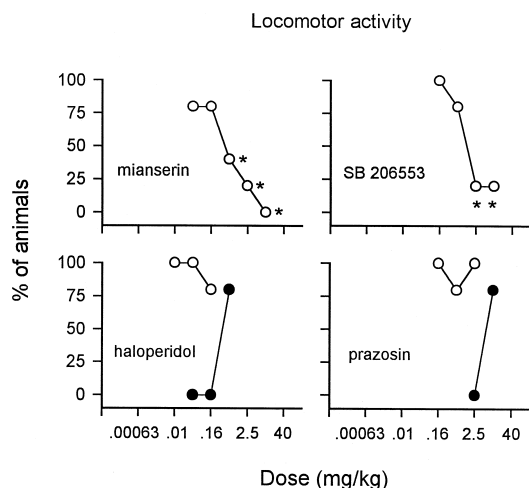 Locomotor activity
100
75
50
25
0
mianserin
*
*
*
SB 206553
* *
% of animals
100
75
50
25
0
haloperidol
prazosin
.00063 .01 .16 2.5 40
.00063 .01 .16 2.5 40
Dose (mg/kg)